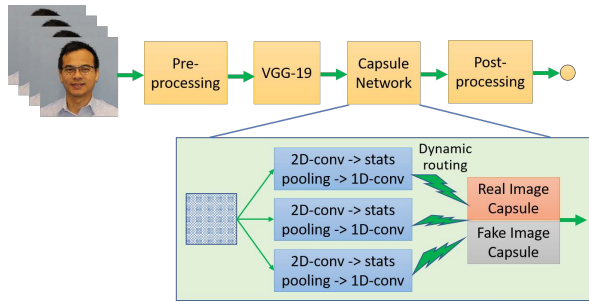 Pre-
processing
VGG-19
Capsule
Network
Post-
processing
2D-conv -> stats
pooling -> 1D-conv
2D-conv -> stats
pooling -> 1D-conv
2D-conv -> stats
pooling -> 1D-conv
Dynamic
routing
Real Image
Capsule
Fake Image
Capsule